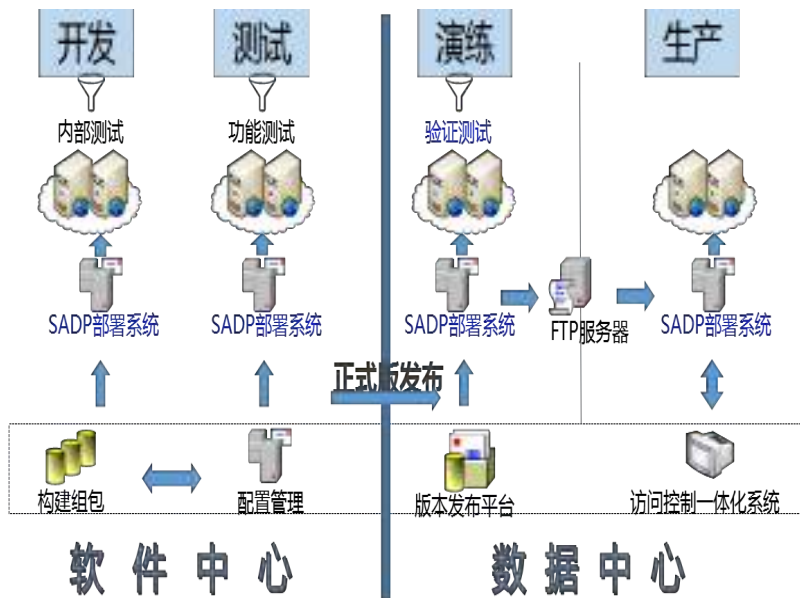 开发
测试
演练
生产
内部测试
功能测试
验证测试
SADP部署系统
SADP部署系统
SADP部署系统
FTP服务器
SADP部署系统
正式版发布
构建组包
配置管理
版本发布平台
访问控制一体化系统
软件中心
数据中心